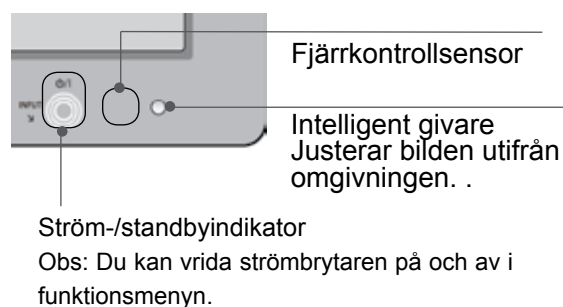 Fjärrkontrollsensor
⏻/I
INPUT
Intelligent givare
Justerar bilden utifrån
omgivningen. .
Ström-/standbyindikator
Obs: Du kan vrida strömbrytaren på och av i
funktionsmenyn.